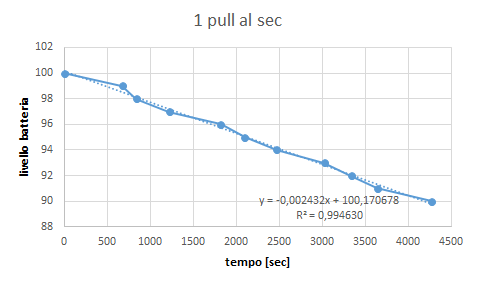 1 pull al sec
102
100
98
96
94
92
90
88
livello batteria
y = -0,002432x + 100,170678
R² = 0,994630
0 500 1000 1500 2000 2500 3000 3500 4000 4500
tempo [sec]